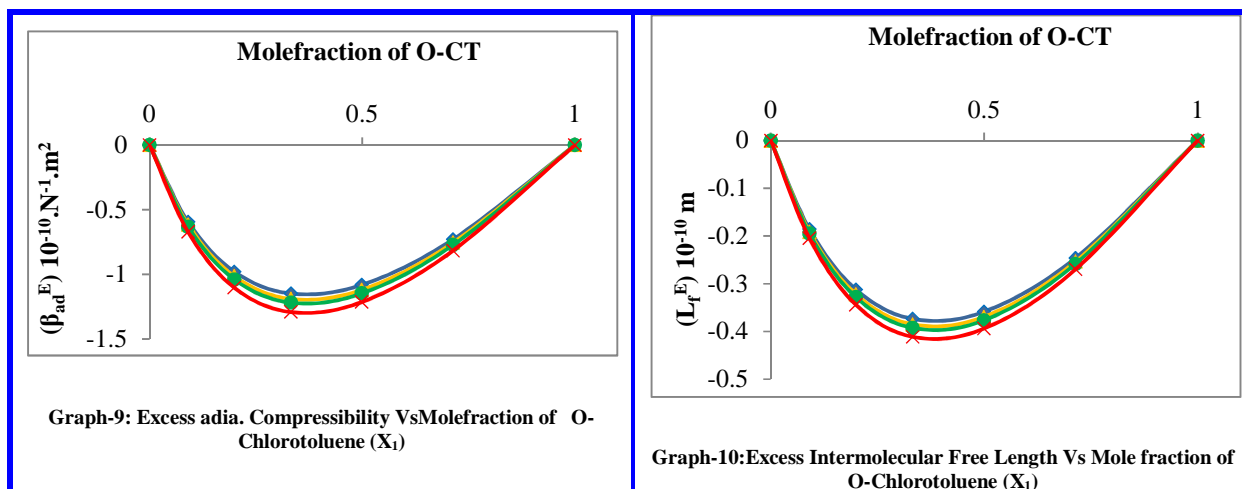 Molefraction of O-CT
0 0.5 1
0
-0.5
-1
-1.5
(β_ad^E) 10^-10.N^-1.m^2
Graph-9: Excess adia. Compressibility VsMolefraction of O-
Chlorotoluene (X₁)
Molefraction of O-CT
0 0.5 1
0
-0.1
-0.2
-0.3
-0.4
-0.5
(L_f^E) 10^-10 m
Graph-10:Excess Intermolecular Free Length Vs Mole fraction of
O-Chlorotoluene (X₁)